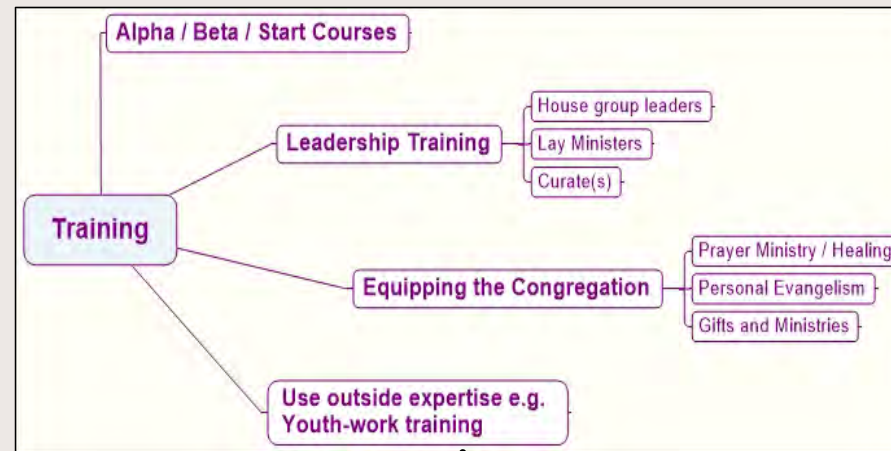 Alpha / Beta / Start Courses
House group leaders
Leadership Training
Lay Ministers
Curate(s)
Training
Prayer Ministry / Healing
Equipping the Congregation
Personal Evangelism
Gifts and Ministries
Use outside expertise e.g.
Youth-work training